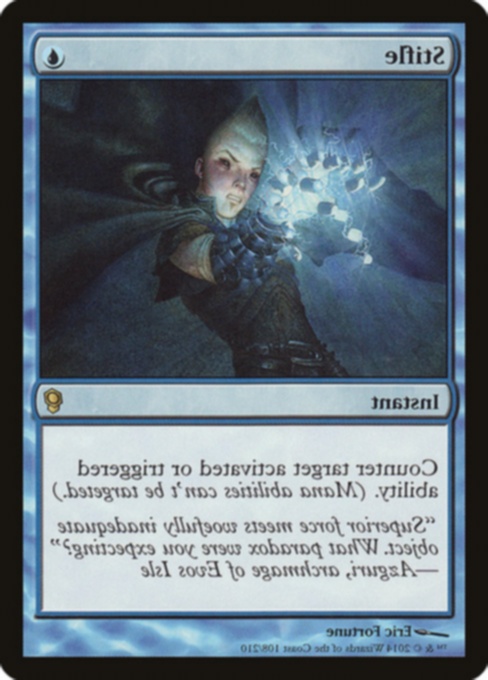 Stifle
Instant
Counter target activated or triggered
ability. (Mana abilities can't be targeted.)
"Superior force meets woefully inadequate
object. What paradox were you expecting?"
—Azguri, archmage of Evos Isle
Eric Fortune
™ & © 2014 Wizards of the Coast 108/210